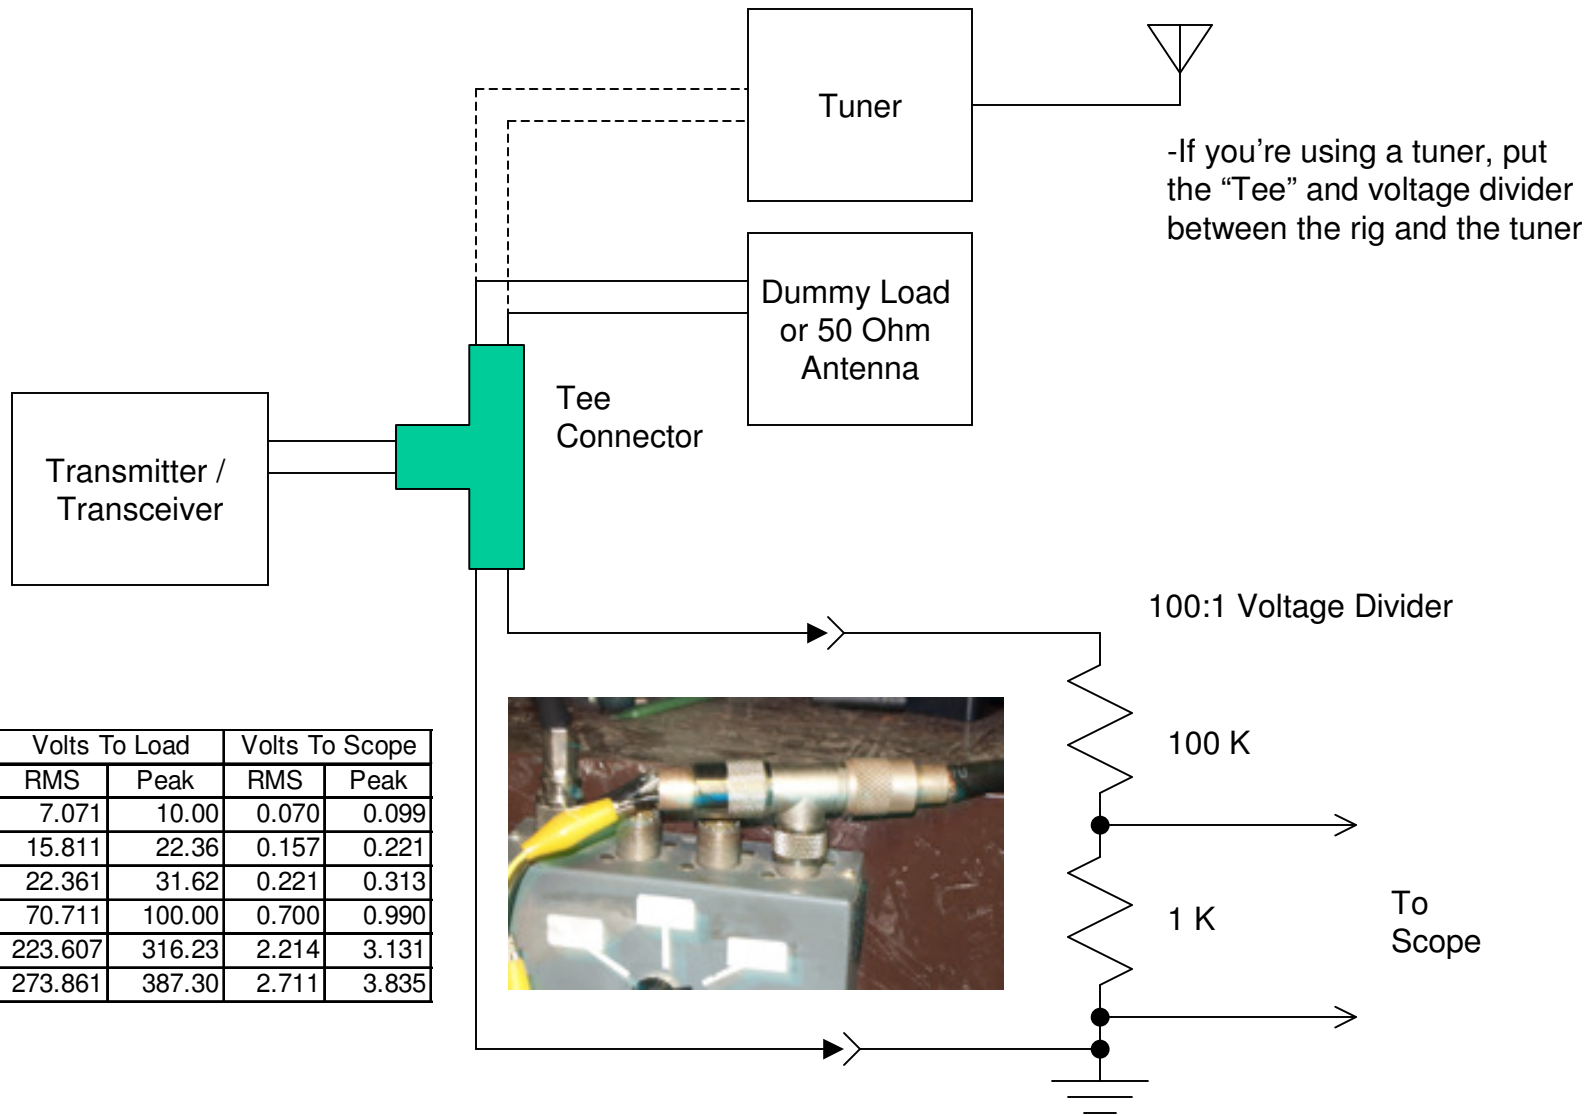 Tuner
-If you’re using a tuner, put
the “Tee” and voltage divider
between the rig and the tuner
Dummy Load
or 50 Ohm
Antenna
Tee
Connector
Transmitter /
Transceiver
100:1 Voltage Divider
100 K
1 K
To
Scope
Volts To Load Volts To Scope
RMS Peak RMS Peak
7.071 10.00 0.070 0.099
15.811 22.36 0.157 0.221
22.361 31.62 0.221 0.313
70.711 100.00 0.700 0.990
223.607 316.23 2.214 3.131
273.861 387.30 2.711 3.835